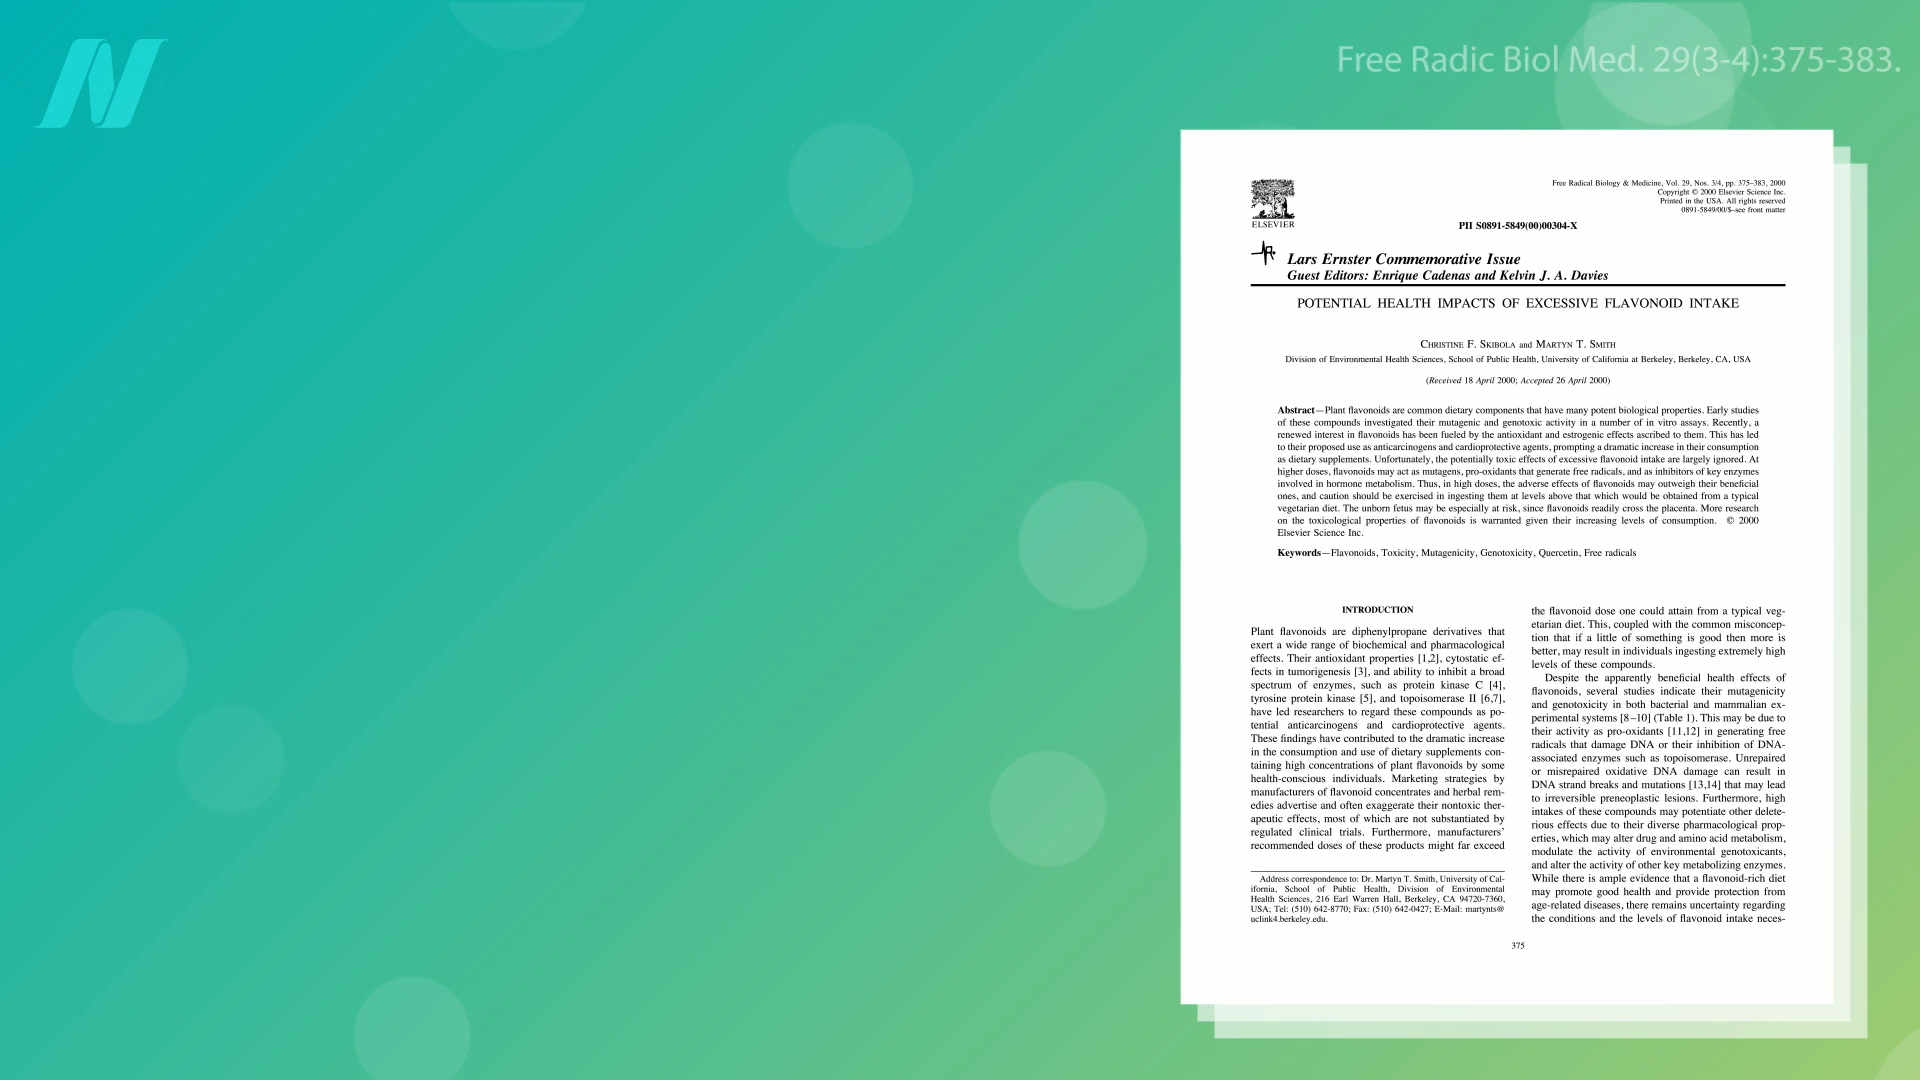 Free Radic Biol Med. 29(3-4):375-383.
Free Radical Biology & Medicine, Vol. 29, Nos. 3/4, pp. 375–383, 2000
Copyright © 2000 Elsevier Science Inc.
Printed in the USA. All rights reserved
0891-5849/00/$–see front matter
ELSEVIER
PII S0891-5849(00)00304-X
Lars Ernster Commemorative Issue
Guest Editors: Enrique Cadenas and Kelvin J. A. Davies
POTENTIAL HEALTH IMPACTS OF EXCESSIVE FLAVONOID INTAKE
CHRISTINE F. SKIBOLA and MARTYN T. SMITH
Division of Environmental Health Sciences, School of Public Health, University of California at Berkeley, Berkeley, CA, USA
(Received 18 April 2000; Accepted 26 April 2000)
Abstract—Plant flavonoids are common dietary components that have many potent biological properties. Early studies
of these compounds investigated their mutagenic and genotoxic activity in a number of in vitro assays. Recently, a
renewed interest in flavonoids has been fueled by the antioxidant and estrogenic effects ascribed to them. This has led
to their proposed use as anticarcinogens and cardioprotective agents, prompting a dramatic increase in their consumption
as dietary supplements. Unfortunately, the potentially toxic effects of excessive flavonoid intake are largely ignored. At
higher doses, flavonoids may act as mutagens, pro-oxidants that generate free radicals, and as inhibitors of key enzymes
involved in hormone metabolism. Thus, in high doses, the adverse effects of flavonoids may outweigh their beneficial
ones, and caution should be exercised in ingesting them at levels above that which would be obtained from a typical
vegetarian diet. The unborn fetus may be especially at risk, since flavonoids readily cross the placenta. More research
on the toxicological properties of flavonoids is warranted given their increasing levels of consumption. © 2000
Elsevier Science Inc.
Keywords—Flavonoids, Toxicity, Mutagenicity, Genotoxicity, Quercetin, Free radicals
INTRODUCTION
Plant flavonoids are diphenylpropane derivatives that
exert a wide range of biochemical and pharmacological
effects. Their antioxidant properties [1,2], cytostatic ef-
fects in tumorigenesis [3], and ability to inhibit a broad
spectrum of enzymes, such as protein kinase C [4],
tyrosine protein kinase [5], and topoisomerase II [6,7],
have led researchers to regard these compounds as po-
tential anticarcinogens and cardioprotective agents.
These findings have contributed to the dramatic increase
in the consumption and use of dietary supplements con-
taining high concentrations of plant flavonoids by some
health-conscious individuals. Marketing strategies by
manufacturers of flavonoid concentrates and herbal rem-
edies advertise and often exaggerate their nontoxic ther-
apeutic effects, most of which are not substantiated by
regulated clinical trials. Furthermore, manufacturers'
recommended doses of these products might far exceed
Address correspondence to: Dr. Martyn T. Smith, University of Cal-
ifornia, School of Public Health, Division of Environmental
Health Sciences, 216 Earl Warren Hall, Berkeley, CA 94720-7360,
USA; Tel: (510) 642-8770; Fax: (510) 642-0427; E-Mail: martynts@
uclink4.berkeley.edu.
the flavonoid dose one could attain from a typical veg-
etarian diet. This, coupled with the common misconcep-
tion that if a little of something is good then more is
better, may result in individuals ingesting extremely high
levels of these compounds.
Despite the apparently beneficial health effects of
flavonoids, several studies indicate their mutagenicity
and genotoxicity in both bacterial and mammalian ex-
perimental systems [8–10] (Table 1). This may be due to
their activity as pro-oxidants [11,12] in generating free
radicals that damage DNA or their inhibition of DNA-
associated enzymes such as topoisomerase. Unrepaired
or misrepaired oxidative DNA damage can result in
DNA strand breaks and mutations [13,14] that may lead
to irreversible preneoplastic lesions. Furthermore, high
intakes of these compounds may potentiate other delete-
rious effects due to their diverse pharmacological prop-
erties, which may alter drug and amino acid metabolism,
modulate the activity of environmental genotoxicants,
and alter the activity of other key metabolizing enzymes.
While there is ample evidence that a flavonoid-rich diet
may promote good health and provide protection from
age-related diseases, there remains uncertainty regarding
the conditions and the levels of flavonoid intake neces-
375